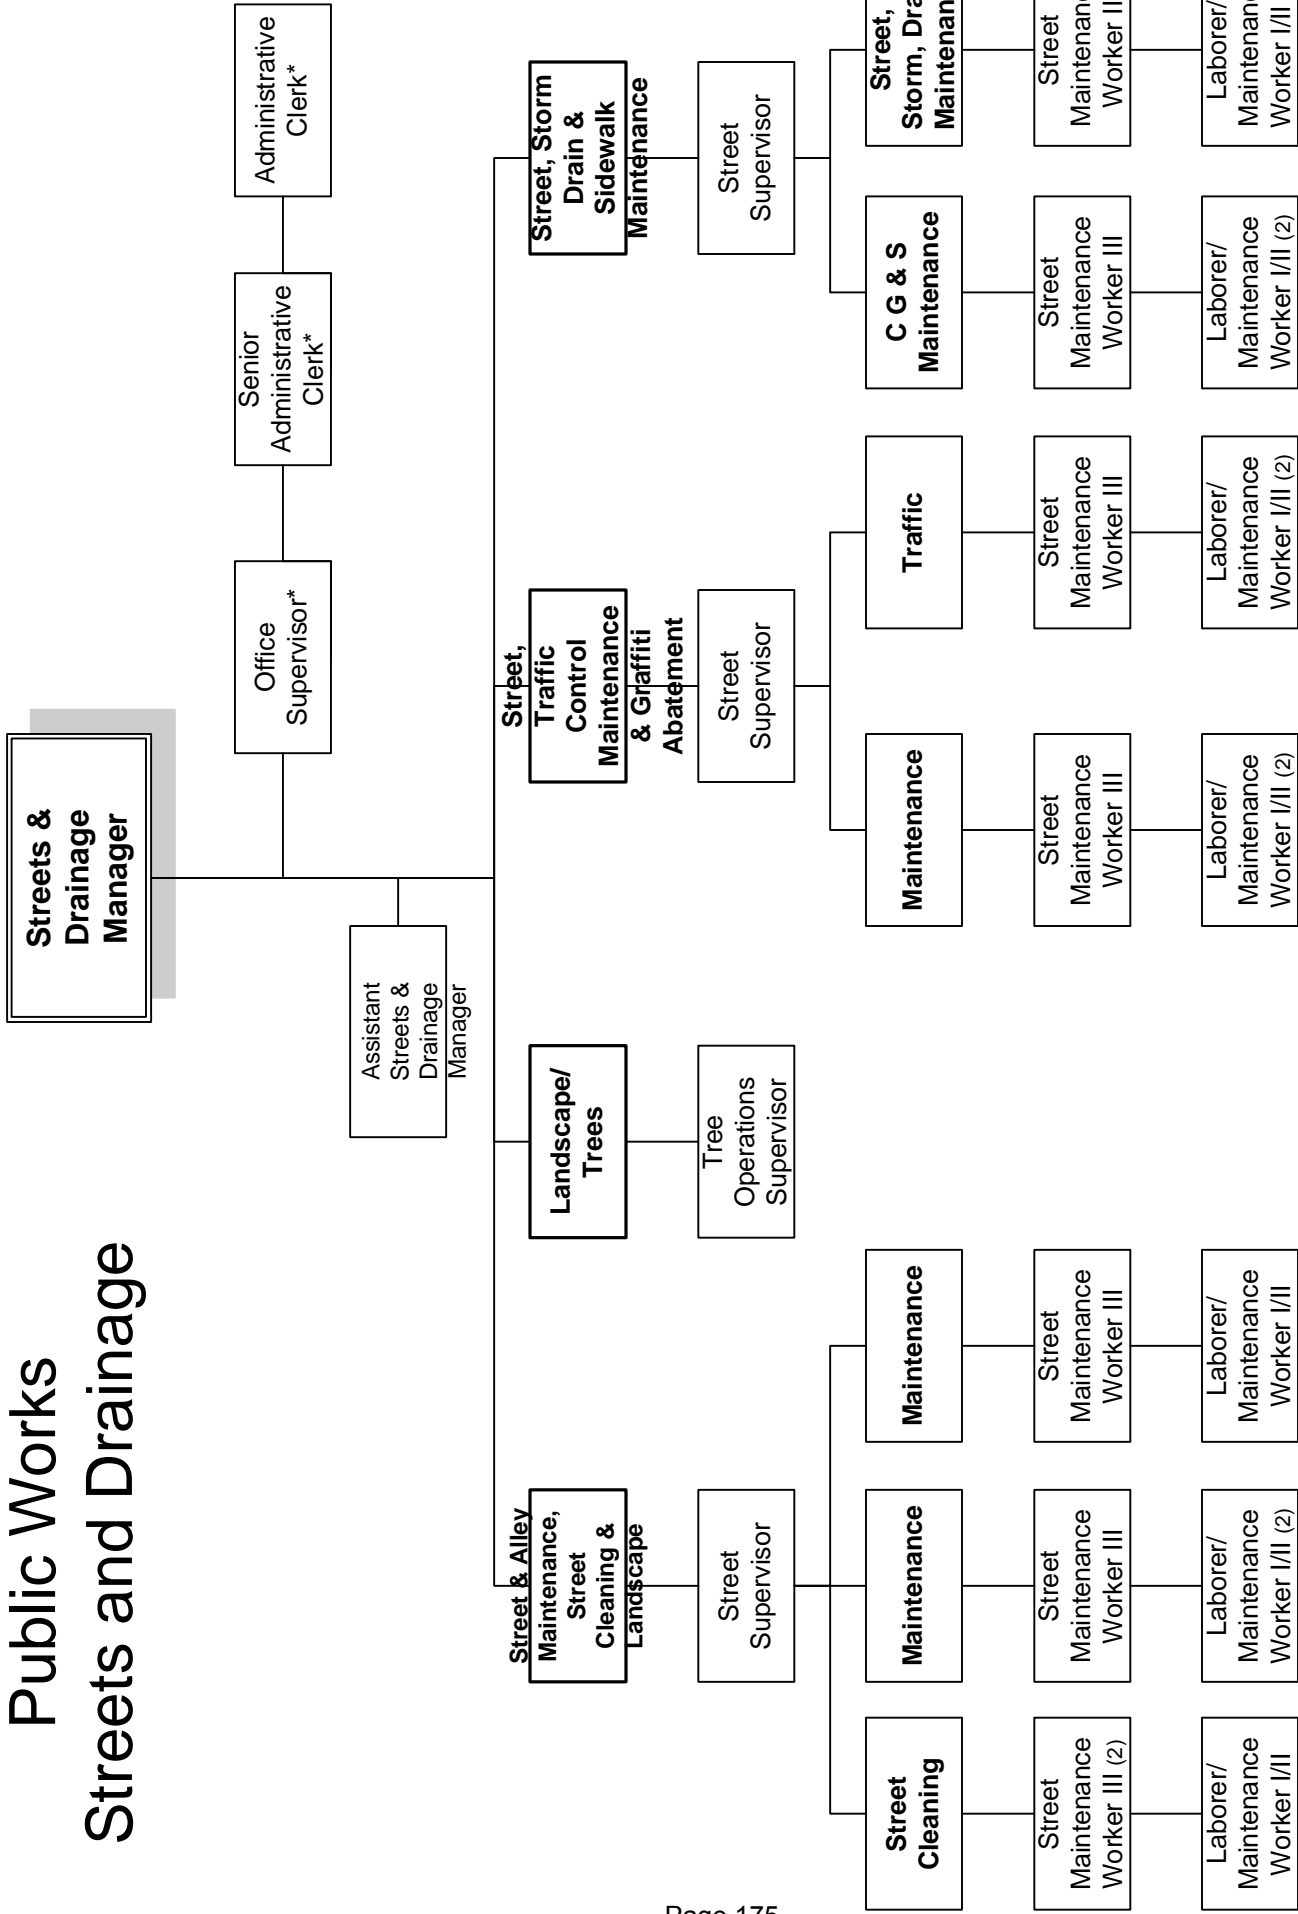 Public Works
Streets and Drainage
Streets &
Drainage
Manager
Office
Supervisor*
Senior
Administrative
Clerk*
Administrative
Clerk*
Assistant
Streets &
Drainage
Manager
Street & Alley
Maintenance,
Street
Cleaning &
Landscape
Landscape/
Trees
Street,
Traffic
Control
Maintenance
& Graffiti
Abatement
Street, Storm
Drain &
Sidewalk
Maintenance
Street
Supervisor
Tree
Operations
Supervisor
Street
Supervisor
Street
Supervisor
Street
Cleaning
Maintenance
Maintenance
Maintenance
Traffic
C G & S
Maintenance
Street,
Storm,
Street
Maintenance
Worker III (2)
Street
Maintenance
Worker III
Street
Maintenance
Worker III
Street
Maintenance
Worker III
Street
Maintenance
Worker III
Street
Maintenance
Worker III
Street
Worker
Laborer/
Maintenance
Worker I/II
Laborer/
Maintenance
Worker I/II (2)
Laborer/
Maintenance
Worker I/II
Laborer/
Maintenance
Worker I/II (2)
Laborer/
Maintenance
Worker I/II (2)
Laborer/
Maintenance
Worker I/II (2)
Laborer/
Worker I/II
Page 175